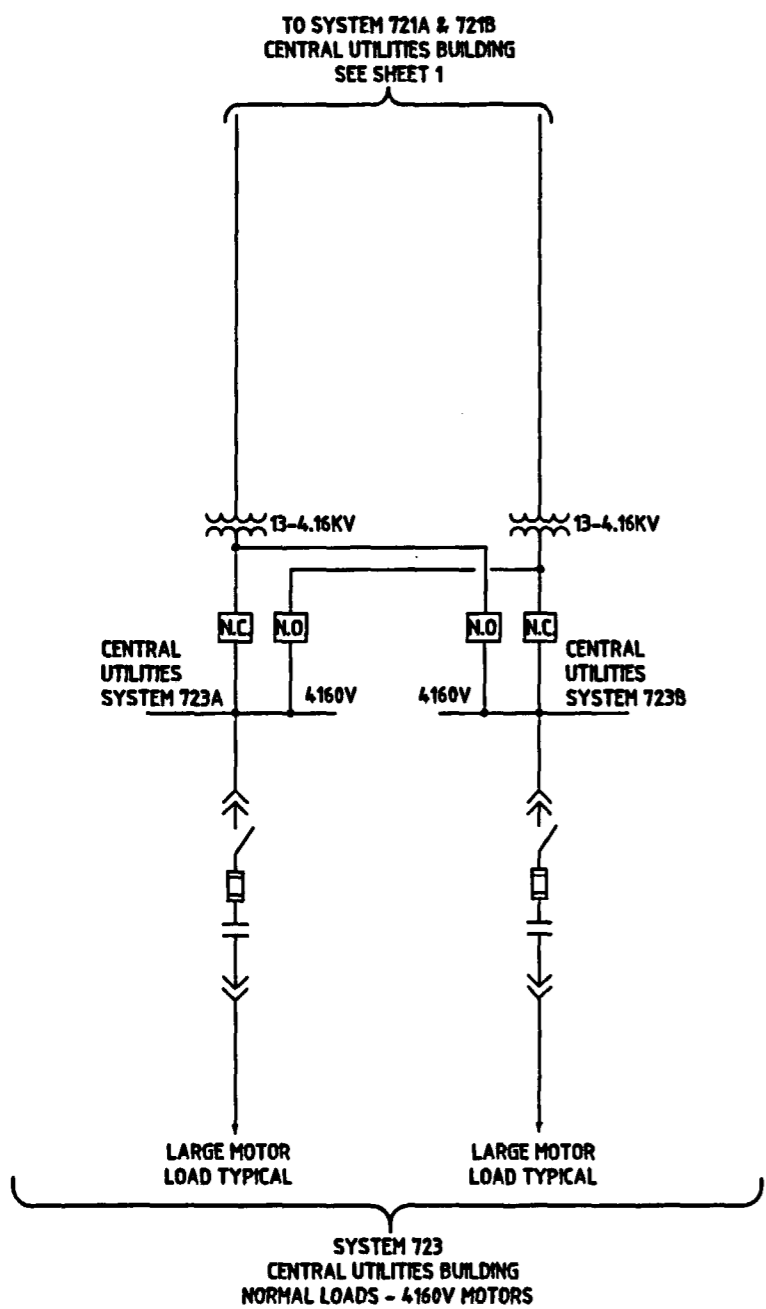 TO SYSTEM 721A & 721B
CENTRAL UTILITIES BUILDING
SEE SHEET 1
13-4.16KV
13-4.16KV
N.C.
N.O
N.O
N.C.
CENTRAL
UTILITIES
SYSTEM 723A
4160V
4160V
CENTRAL
UTILITIES
SYSTEM 723B
LARGE MOTOR
LOAD TYPICAL
LARGE MOTOR
LOAD TYPICAL
SYSTEM 723
CENTRAL UTILITIES BUILDING
NORMAL LOADS - 4160V MOTORS